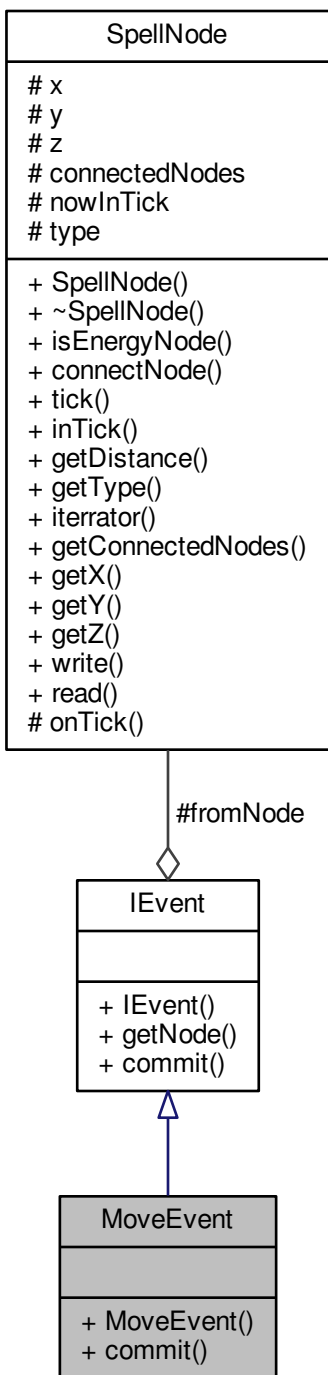 SpellNode
# x
# y
# z
# connectedNodes
# nowInTick
# type
+ SpellNode()
+ ~SpellNode()
+ isEnergyNode()
+ connectNode()
+ tick()
+ inTick()
+ getDistance()
+ getType()
+ iterrator()
+ getConnectedNodes()
+ getX()
+ getY()
+ getZ()
+ write()
+ read()
# onTick()
#fromNode
IEvent
+ IEvent()
+ getNode()
+ commit()
MoveEvent
+ MoveEvent()
+ commit()